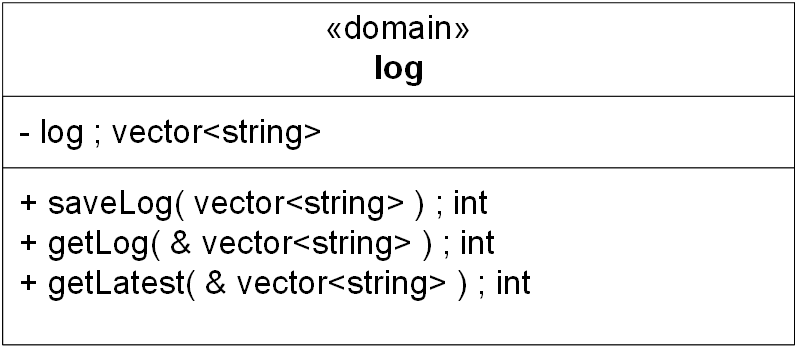 «domain»
log
- log ; vector<string>
+ saveLog( vector<string> ) ; int
+ getLog( & vector<string> ) ; int
+ getLatest( & vector<string> ) ; int